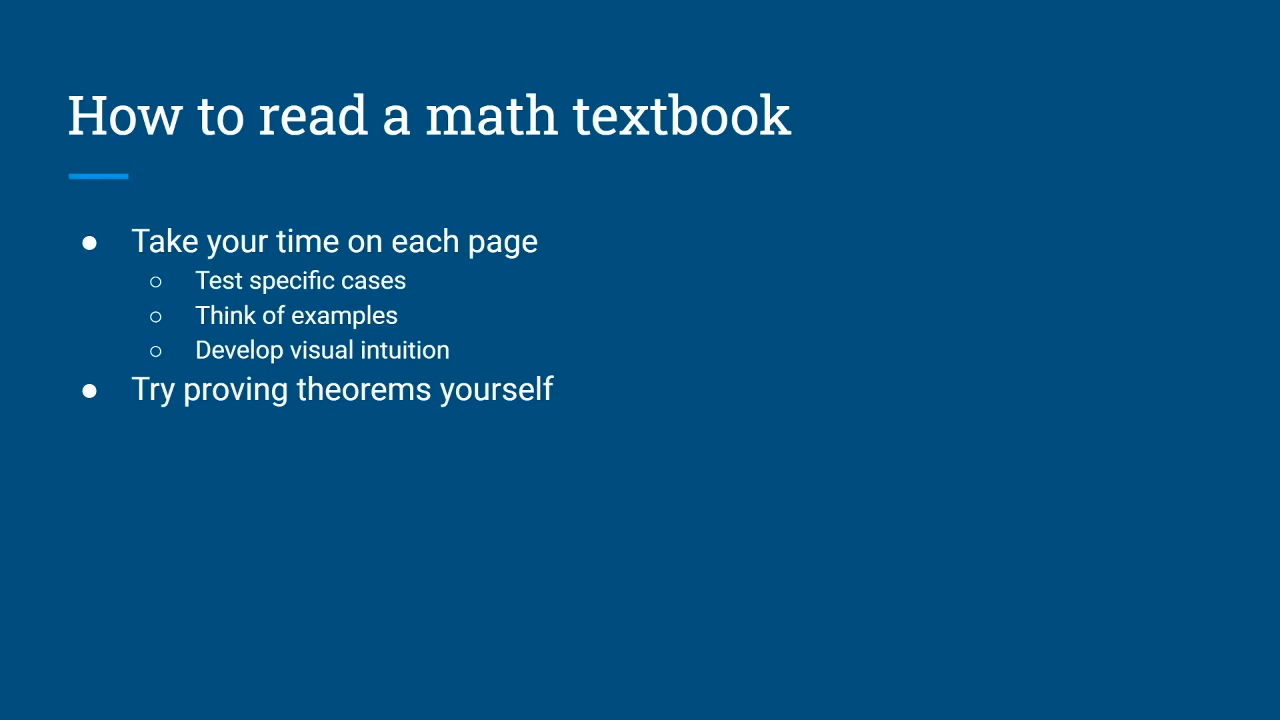 How to read a math textbook
● Take your time on each page
○ Test specific cases
○ Think of examples
○ Develop visual intuition
● Try proving theorems yourself